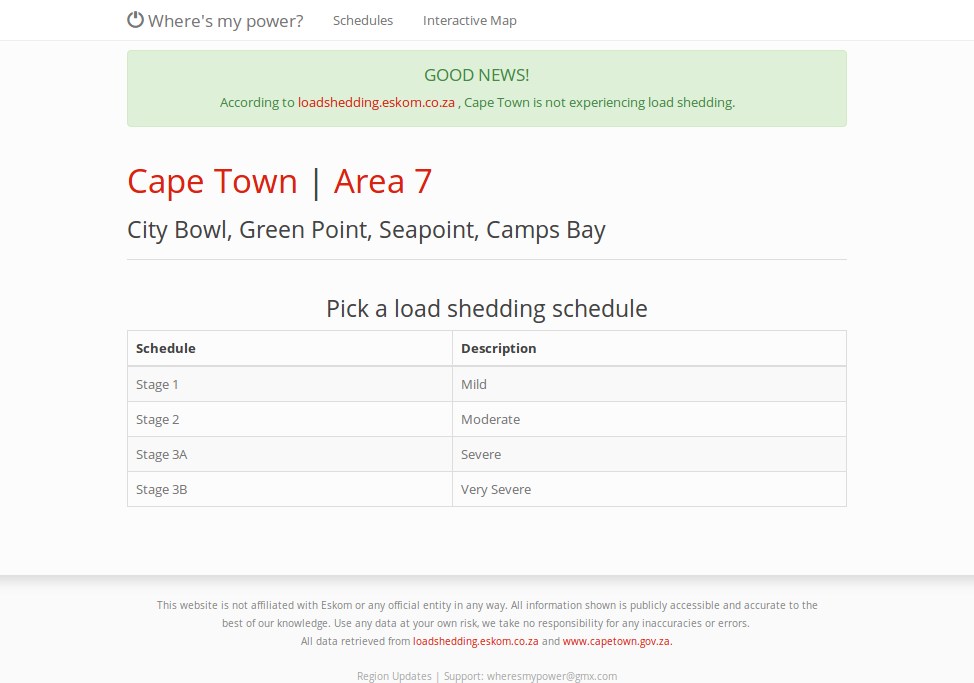 Where's my power? Schedules Interactive Map
GOOD NEWS!
According to loadshedding.eskom.co.za , Cape Town is not experiencing load shedding.
Cape Town | Area 7
City Bowl, Green Point, Seapoint, Camps Bay
Pick a load shedding schedule
Schedule Description
Stage 1 Mild
Stage 2 Moderate
Stage 3A Severe
Stage 3B Very Severe
This website is not affiliated with Eskom or any official entity in any way. All information shown is publicly accessible and accurate to the
best of our knowledge. Use any data at your own risk, we take no responsibility for any inaccuracies or errors.
All data retrieved from loadshedding.eskom.co.za and www.capetown.gov.za.
Region Updates | Support: wheresmypower@gmx.com